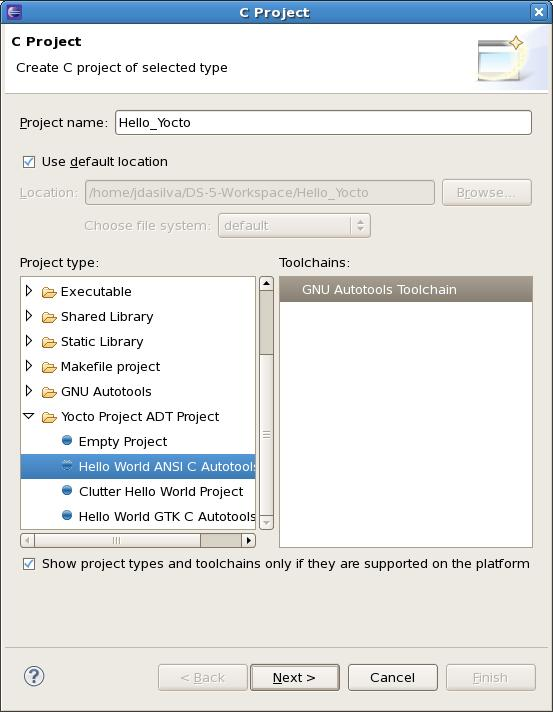 C Project
C Project
Create C project of selected type
Project name: Hello_Yocto
Use default location
Location: /home/jdasilva/DS-5-Workspace/Hello_Yocto Browse...
Choose file system: default
Project type: Toolchains:
Executable GNU Autotools Toolchain
Shared Library
Static Library
Makefile project
GNU Autotools
Yocto Project ADT Project
Empty Project
Hello World ANSI C Autotools
Clutter Hello World Project
Hello World GTK C Autotools
Show project types and toolchains only if they are supported on the platform
< Back Next > Cancel Finish